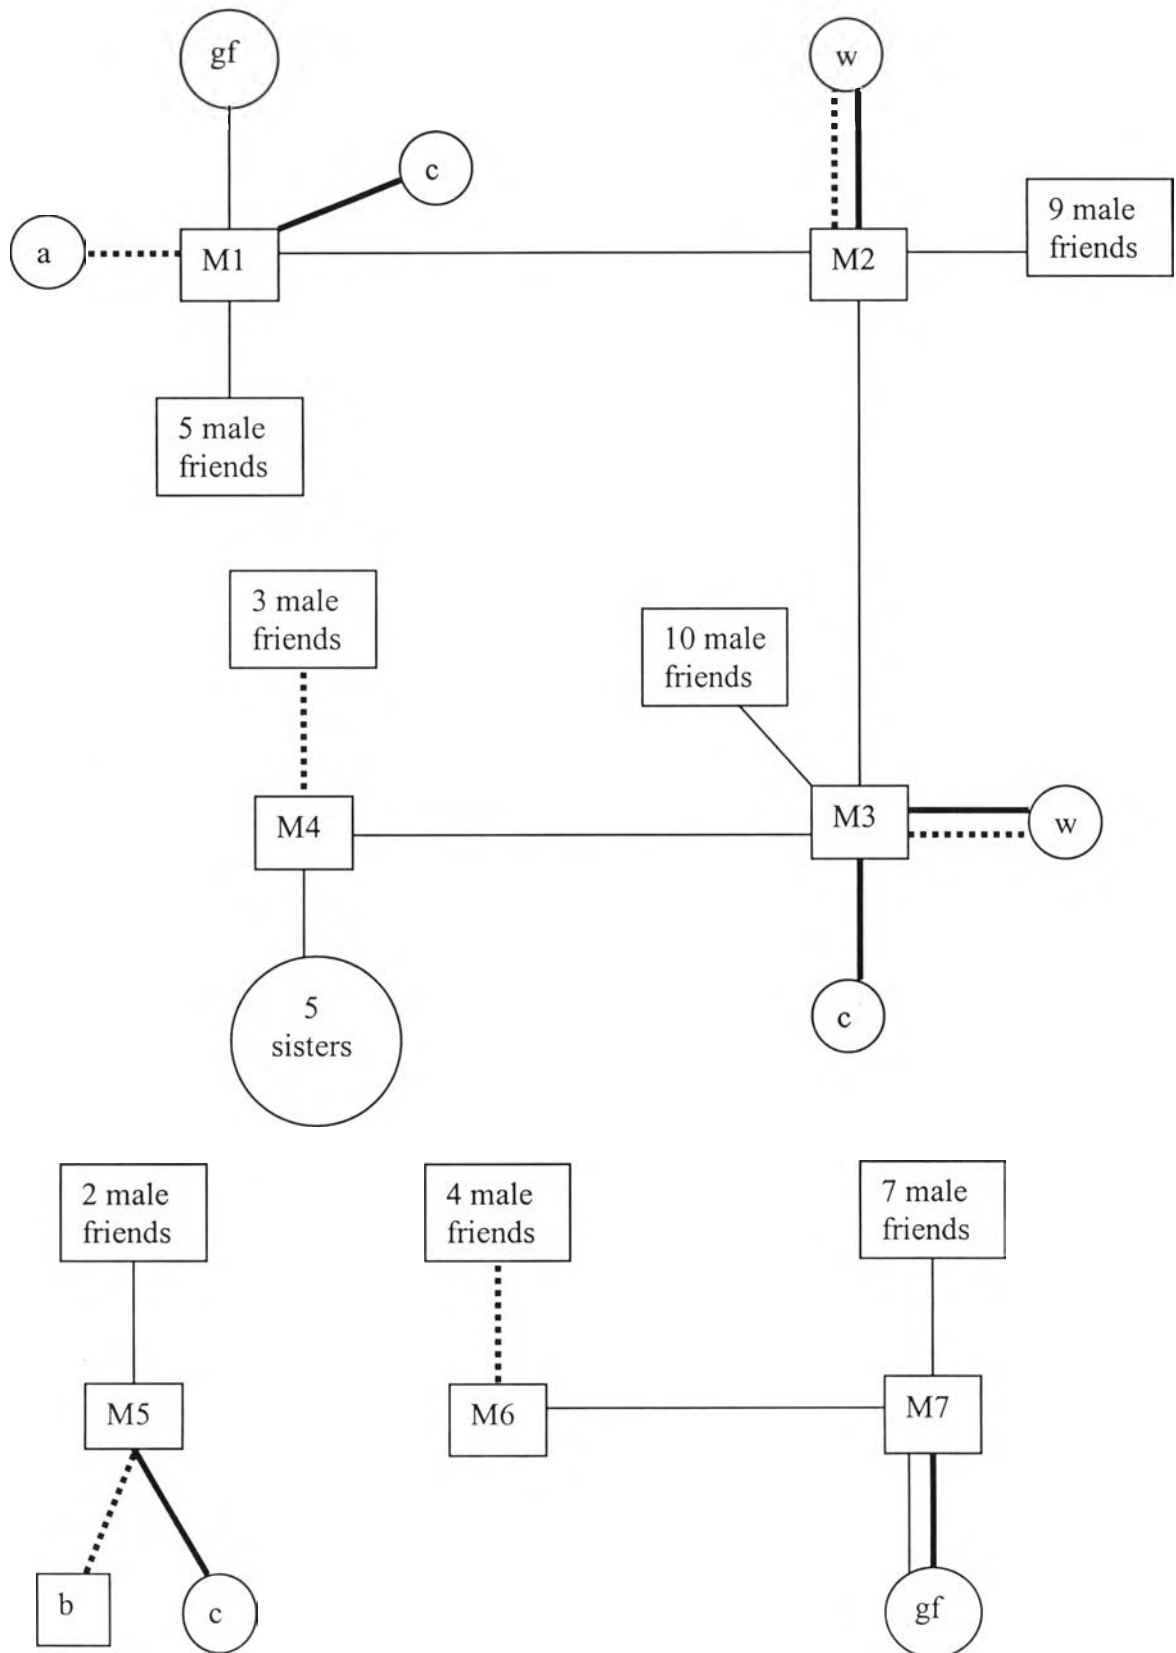 gf
w
c
9 male
friends
a
M1
M2
5 male
friends
3 male
friends
10 male
friends
M4
M3
w
5
sisters
c
2 male
friends
4 male
friends
7 male
friends
M5
M6
M7
b
c
gf